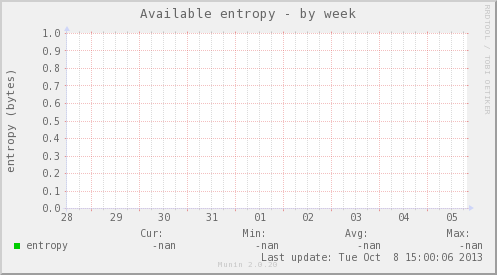 Available entropy - by week
RRDTOOL / TOBI OETIKER
entropy (bytes)
1.0
0.9
0.8
0.7
0.6
0.5
0.4
0.3
0.2
0.1
0.0
28 29 30 31 01 02 03 04 05
Cur: Min: Avg: Max:
entropy -nan -nan -nan -nan
Last update: Tue Oct 8 15:00:06 2013
Munin 2.0.20